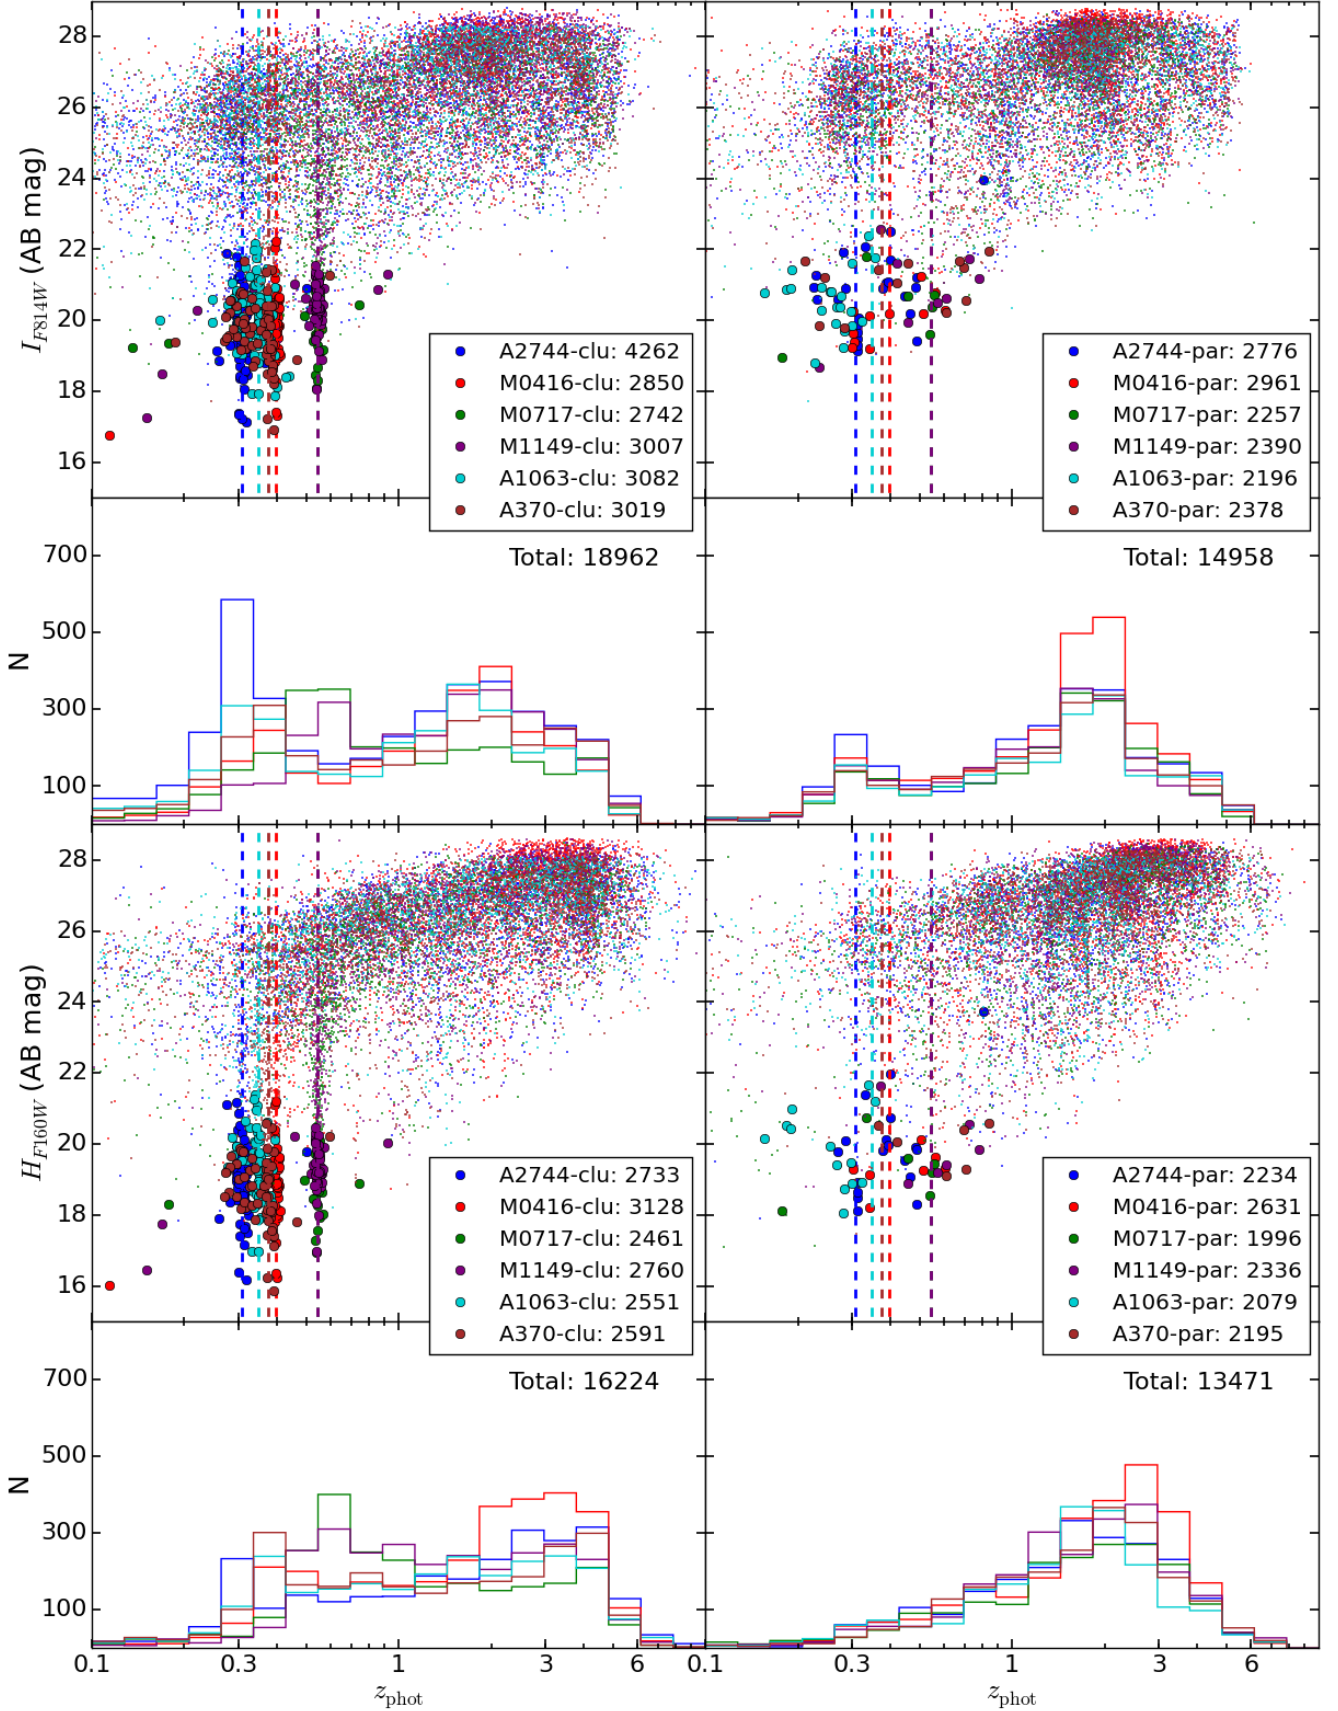 28
26
24
22
20
18
16
I_F814W (AB mag)
A2744-clu: 4262
M0416-clu: 2850
M0717-clu: 2742
M1149-clu: 3007
A1063-clu: 3082
A370-clu: 3019
A2744-par: 2776
M0416-par: 2961
M0717-par: 2257
M1149-par: 2390
A1063-par: 2196
A370-par: 2378
Total: 18962
Total: 14958
700
500
300
100
N
28
26
24
22
20
18
16
H_F160W (AB mag)
A2744-clu: 2733
M0416-clu: 3128
M0717-clu: 2461
M1149-clu: 2760
A1063-clu: 2551
A370-clu: 2591
A2744-par: 2234
M0416-par: 2631
M0717-par: 1996
M1149-par: 2336
A1063-par: 2079
A370-par: 2195
Total: 16224
Total: 13471
700
500
300
100
N
0.1 0.3 1 3 6 0.1 0.3 1 3 6
z_phot z_phot